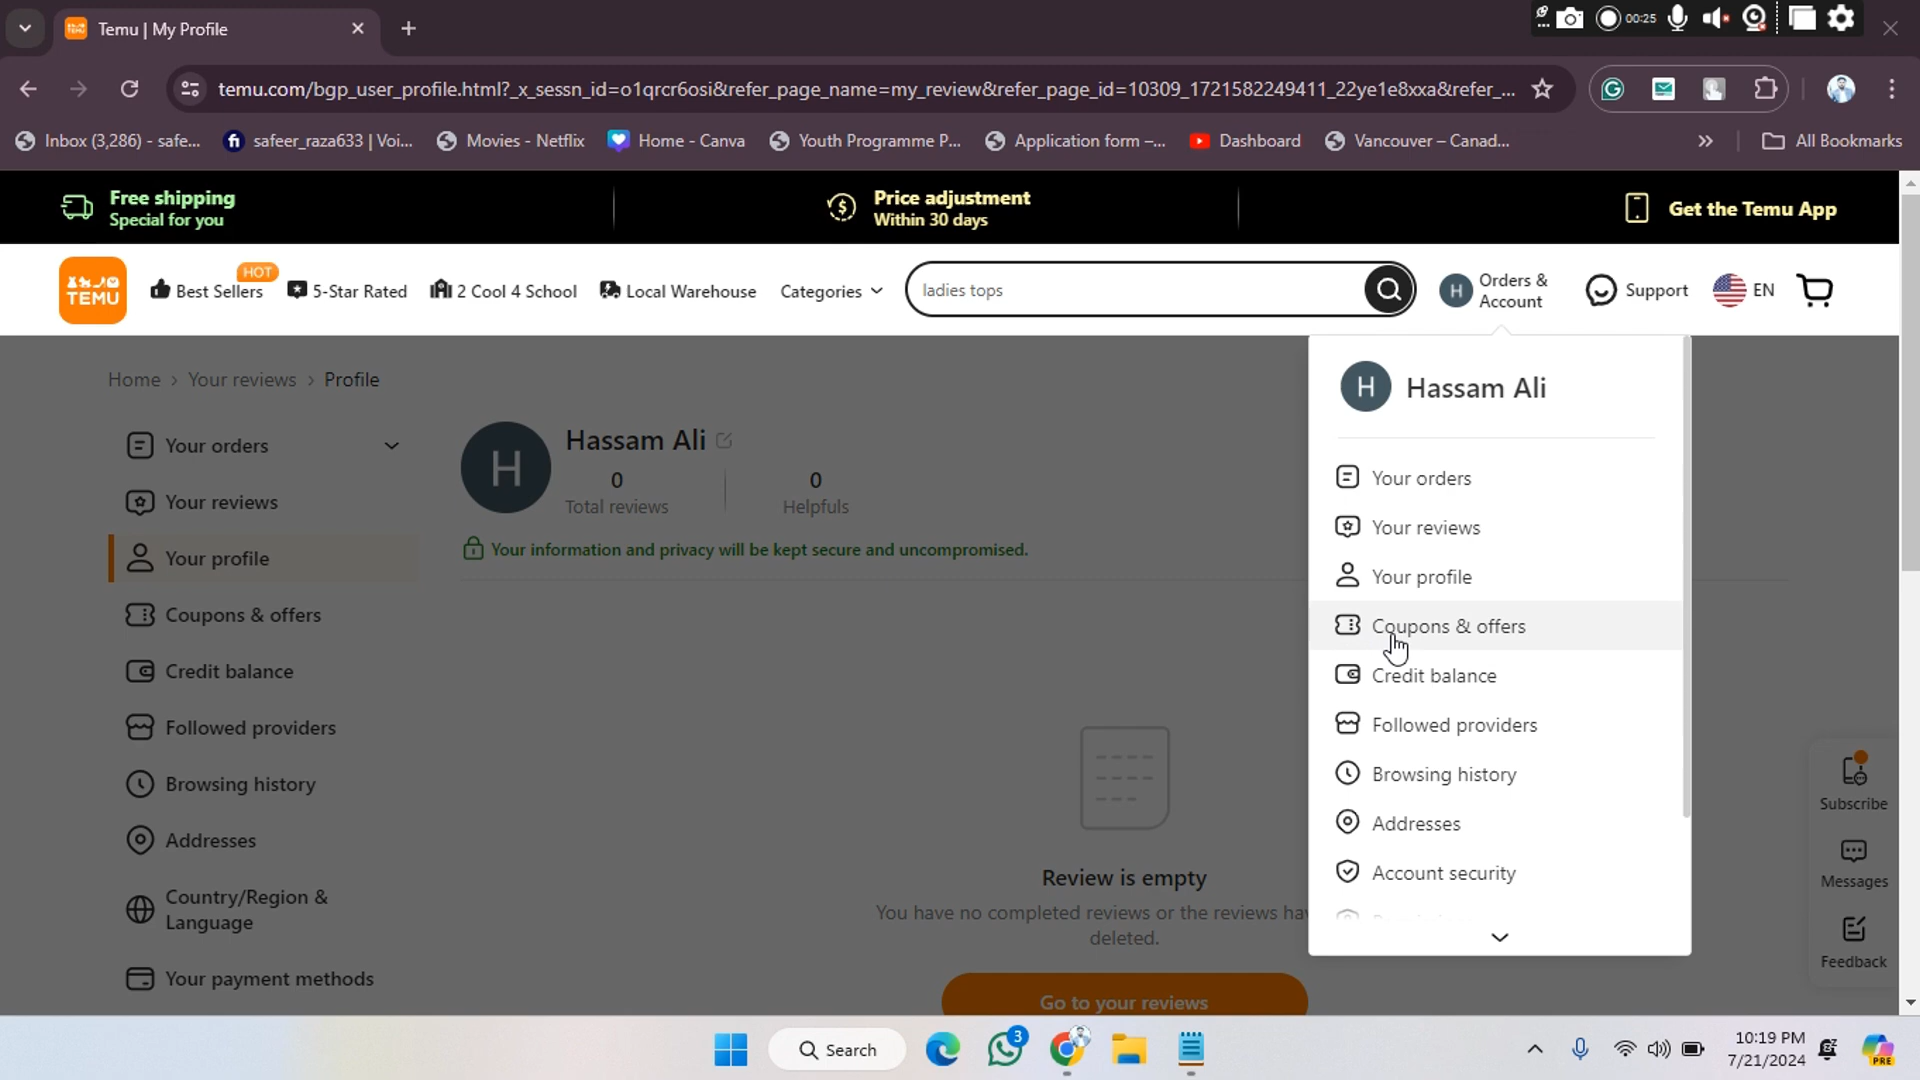 Temu | My Profile
00:25
temu.com/bgp_user_profile.html?_x_sessn_id=o1qrcr6osi&refer_page_name=my_review&refer_page_id=10309_1721582249411_22ye1e8xxa&refer_...
Inbox (3,286) - safe...
safeer_raza633 | Voi...
Movies - Netflix
Home - Canva
Youth Programme P...
Application form –...
Dashboard
Vancouver – Canad...
All Bookmarks
Free shipping
Special for you
Price adjustment
Within 30 days
Get the Temu App
TEMU
Best Sellers
HOT
5-Star Rated
2 Cool 4 School
Local Warehouse
Categories
ladies tops
H
Orders &
Account
Support
EN
Home > Your reviews > Profile
Your orders
Your reviews
Your profile
Coupons & offers
Credit balance
Followed providers
Browsing history
Addresses
Country/Region &
Language
Your payment methods
H
Hassam Ali
0
Total reviews
0
Helpfuls
Your information and privacy will be kept secure and uncompromised.
Review is empty
You have no completed reviews or the reviews hav
deleted.
Go to your reviews
H
Hassam Ali
Your orders
Your reviews
Your profile
Coupons & offers
Credit balance
Followed providers
Browsing history
Addresses
Account security
Subscribe
Messages
Feedback
Search
3
10:19 PM
7/21/2024
PRE